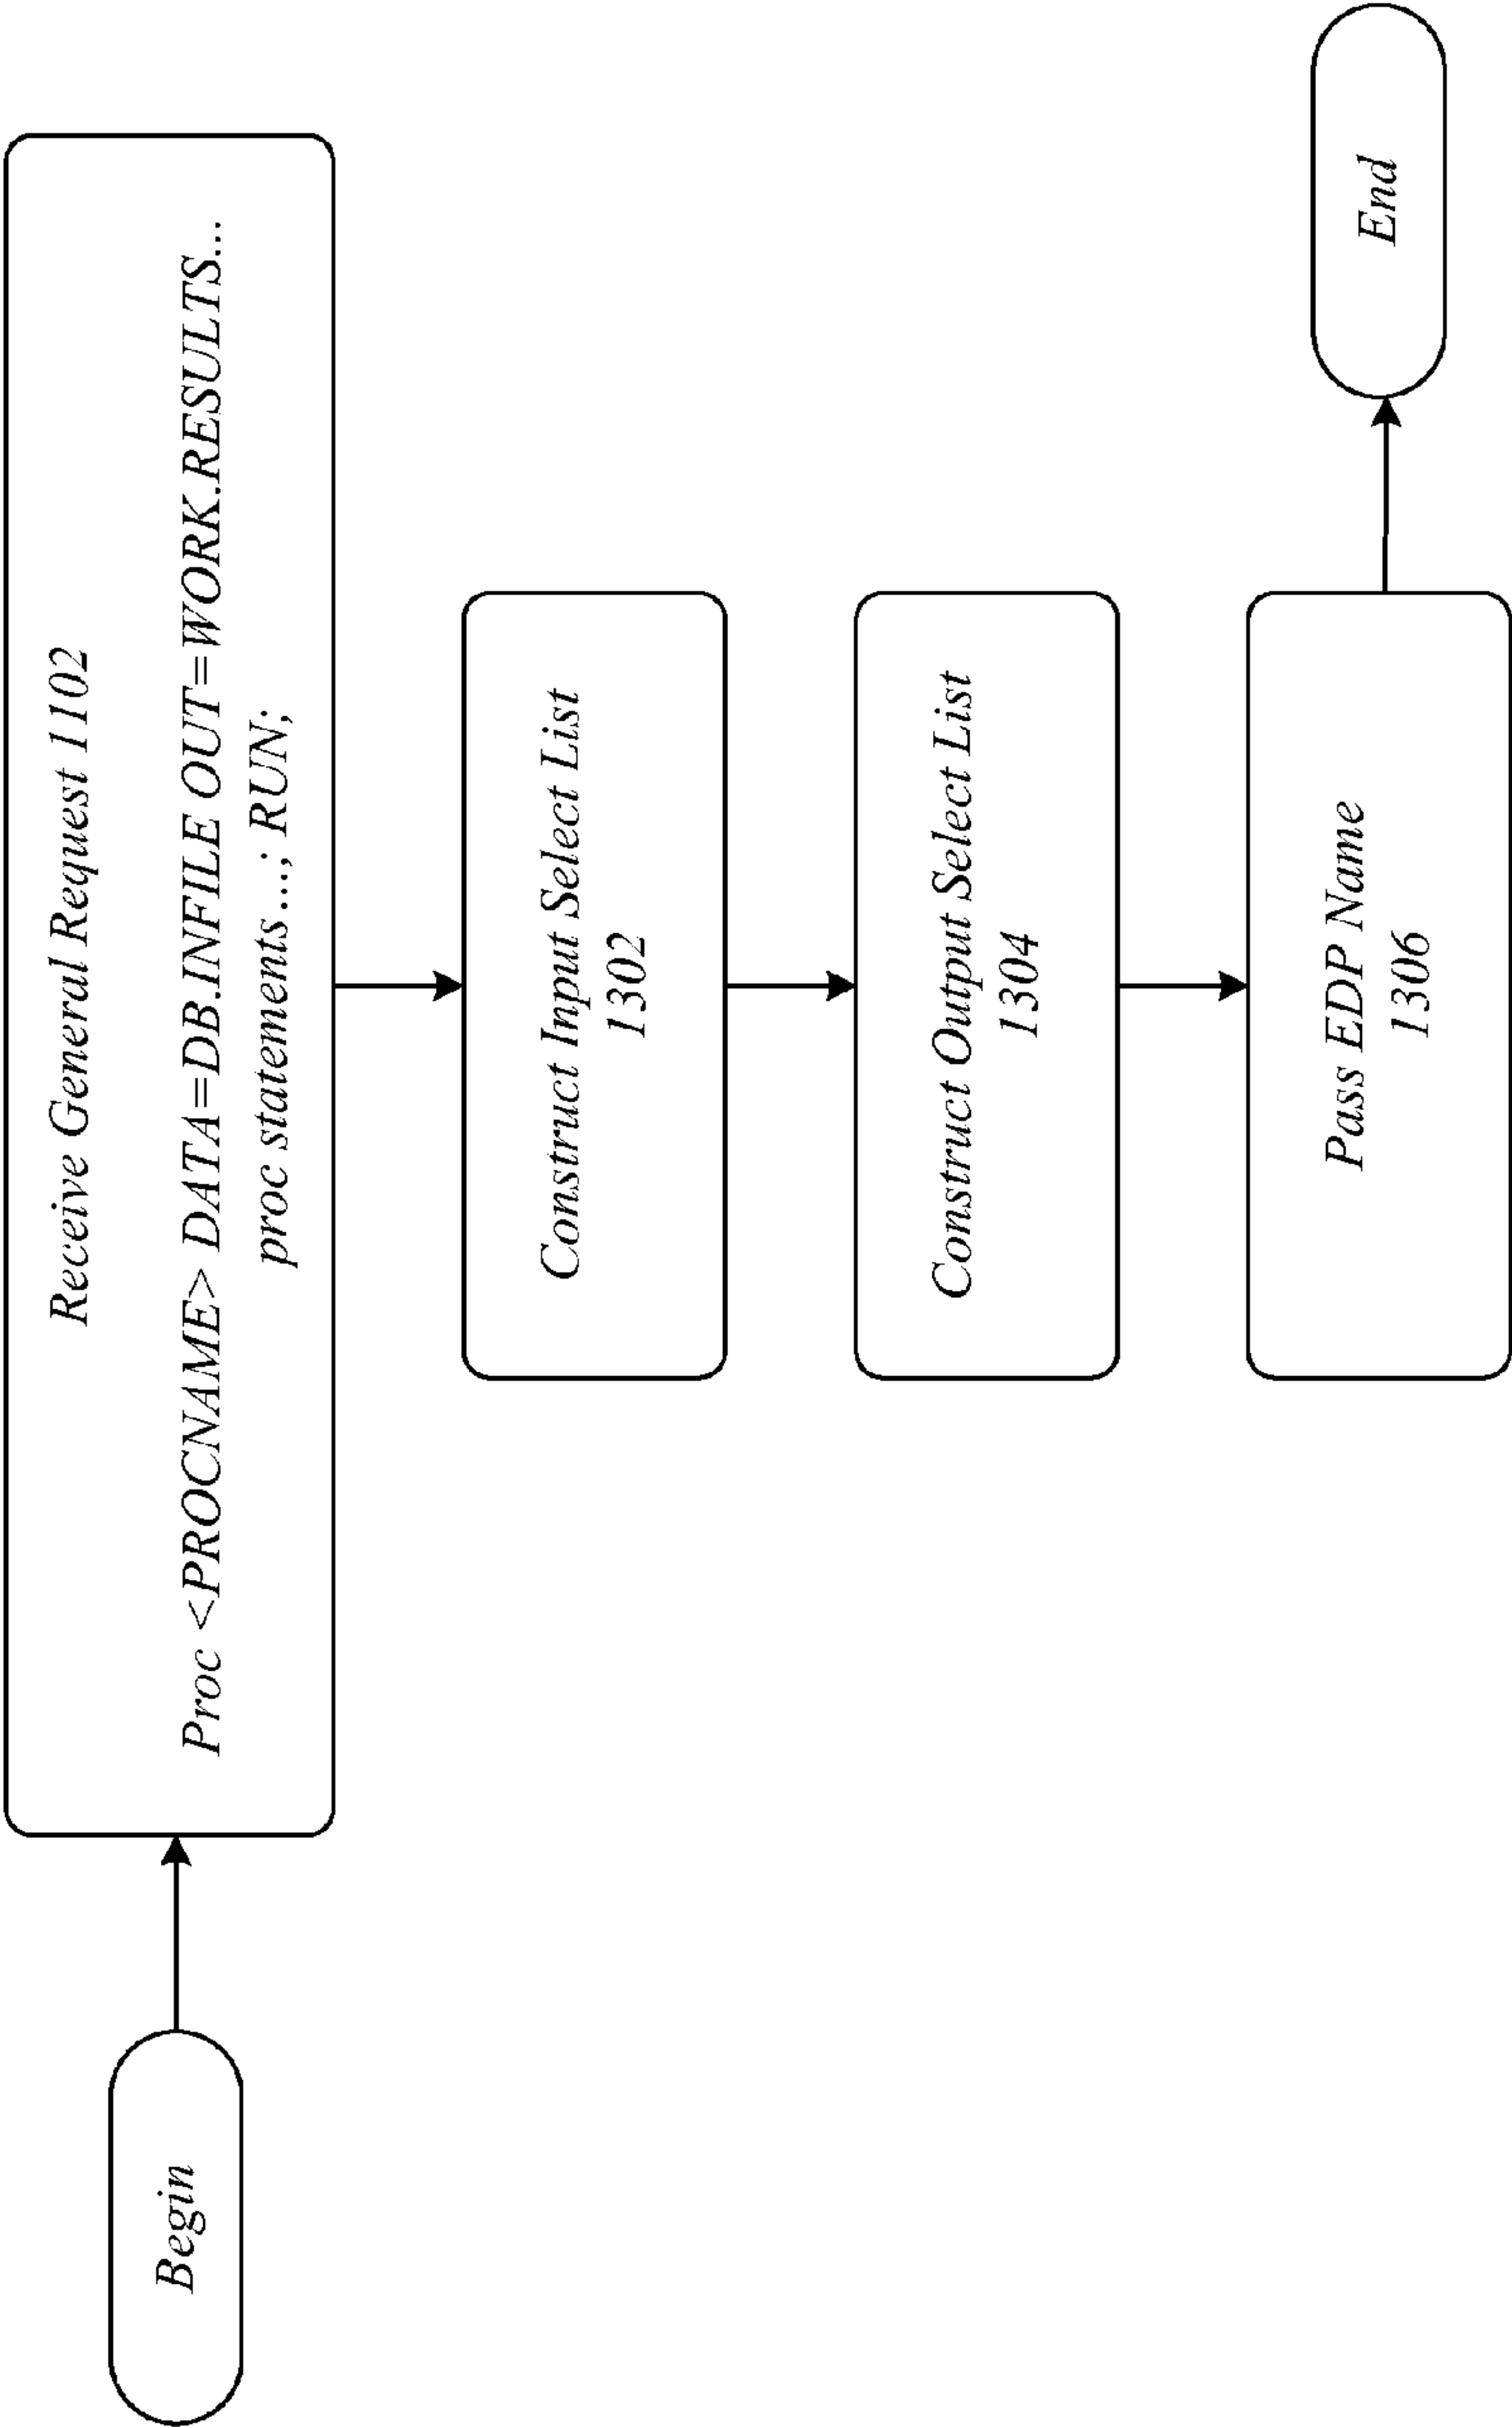 Begin
Receive General Request 1102
Proc <PROCNAME> DATA=DB.INFILE OUT=WORK.RESULTS...
proc statements...; RUN;
Construct Input Select List
1302
Construct Output Select List
1304
Pass EDP Name
1306
End